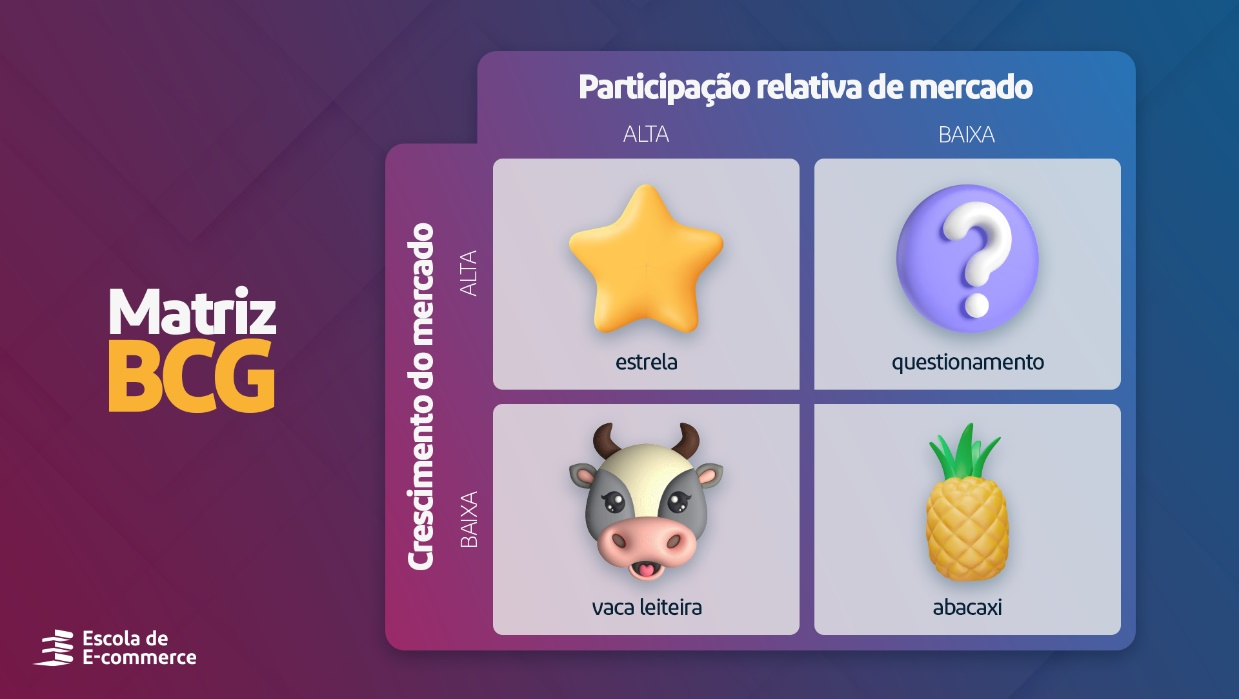 Participação relativa de mercado
ALTA
BAIXA
Crescimento do mercado
ALTA
BAIXA
estrela
questionamento
vaca leiteira
abacaxi
Matriz
BCG
Escola de
E-commerce